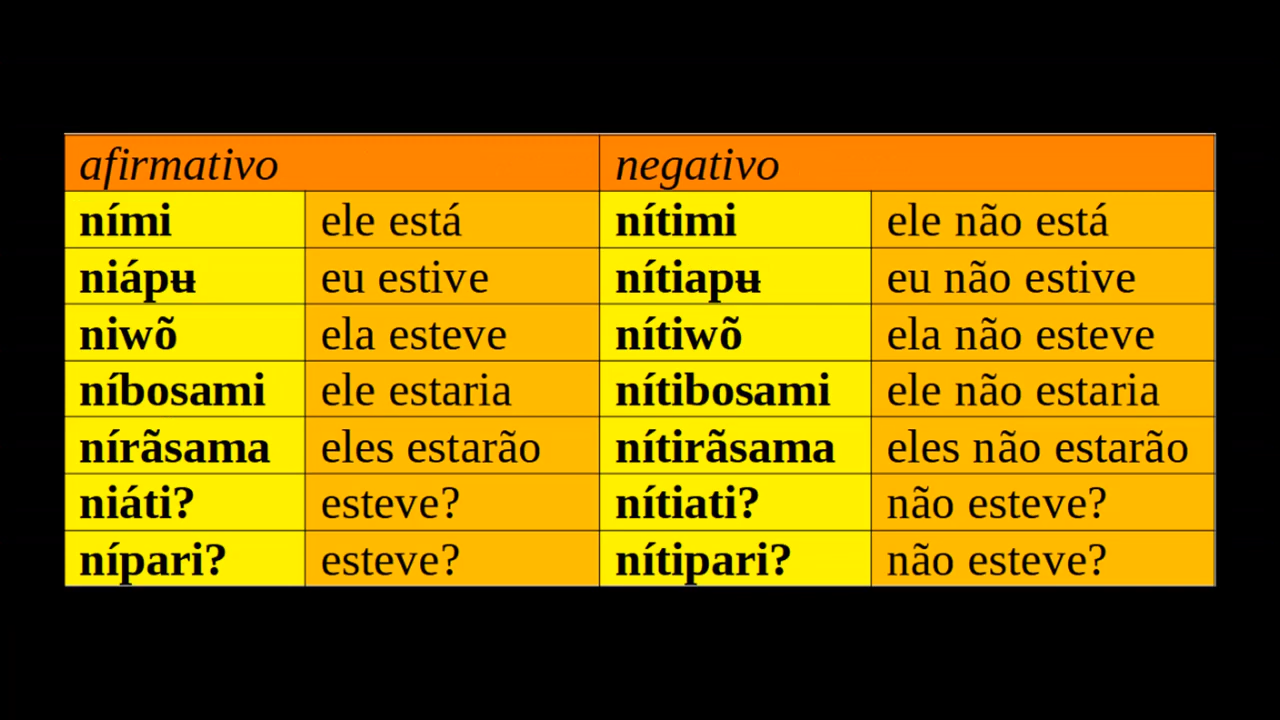 afirmativo negativo
ními ele está nítimi ele não está
niápʉ eu estive nítiapʉ eu não estive
niwõ ela esteve nítiwõ ela não esteve
níbosami ele estaria nítibosami ele não estaria
nírãsama eles estarão nítirãsama eles não estarão
niáti? esteve? nítiati? não esteve?
nípari? esteve? nítipari? não esteve?